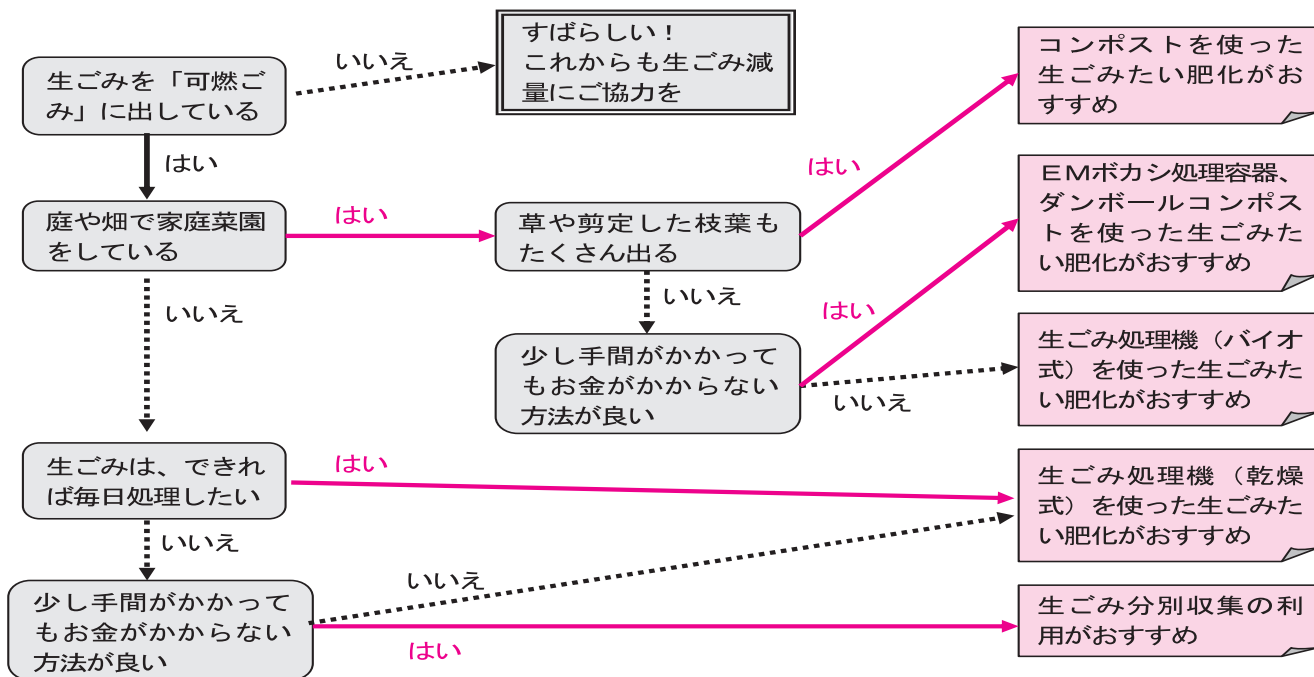 生ごみを「可燃ご
み」に出している
いいえ
すばらしい！
これからも生ごみ減
量にご協力を
はい
庭や畑で家庭菜園
をしている
はい
草や剪定した枝葉も
たくさん出る
はい
コンポストを使った
生ごみたい肥化がお
すすめ
いいえ
少し手間がかかって
もお金がかからない
方法が良い
はい
ＥＭボカシ処理容器、
ダンボールコンポス
トを使った生ごみた
い肥化がおすすめ
いいえ
生ごみ処理機（バイオ
式）を使った生ごみた
い肥化がおすすめ
いいえ
生ごみは、できれ
ば毎日処理したい
はい
生ごみ処理機（乾燥
式）を使った生ごみた
い肥化がおすすめ
いいえ
少し手間がかかって
もお金がかからない
方法が良い
いいえ
はい
生ごみ分別収集の利
用がおすすめ